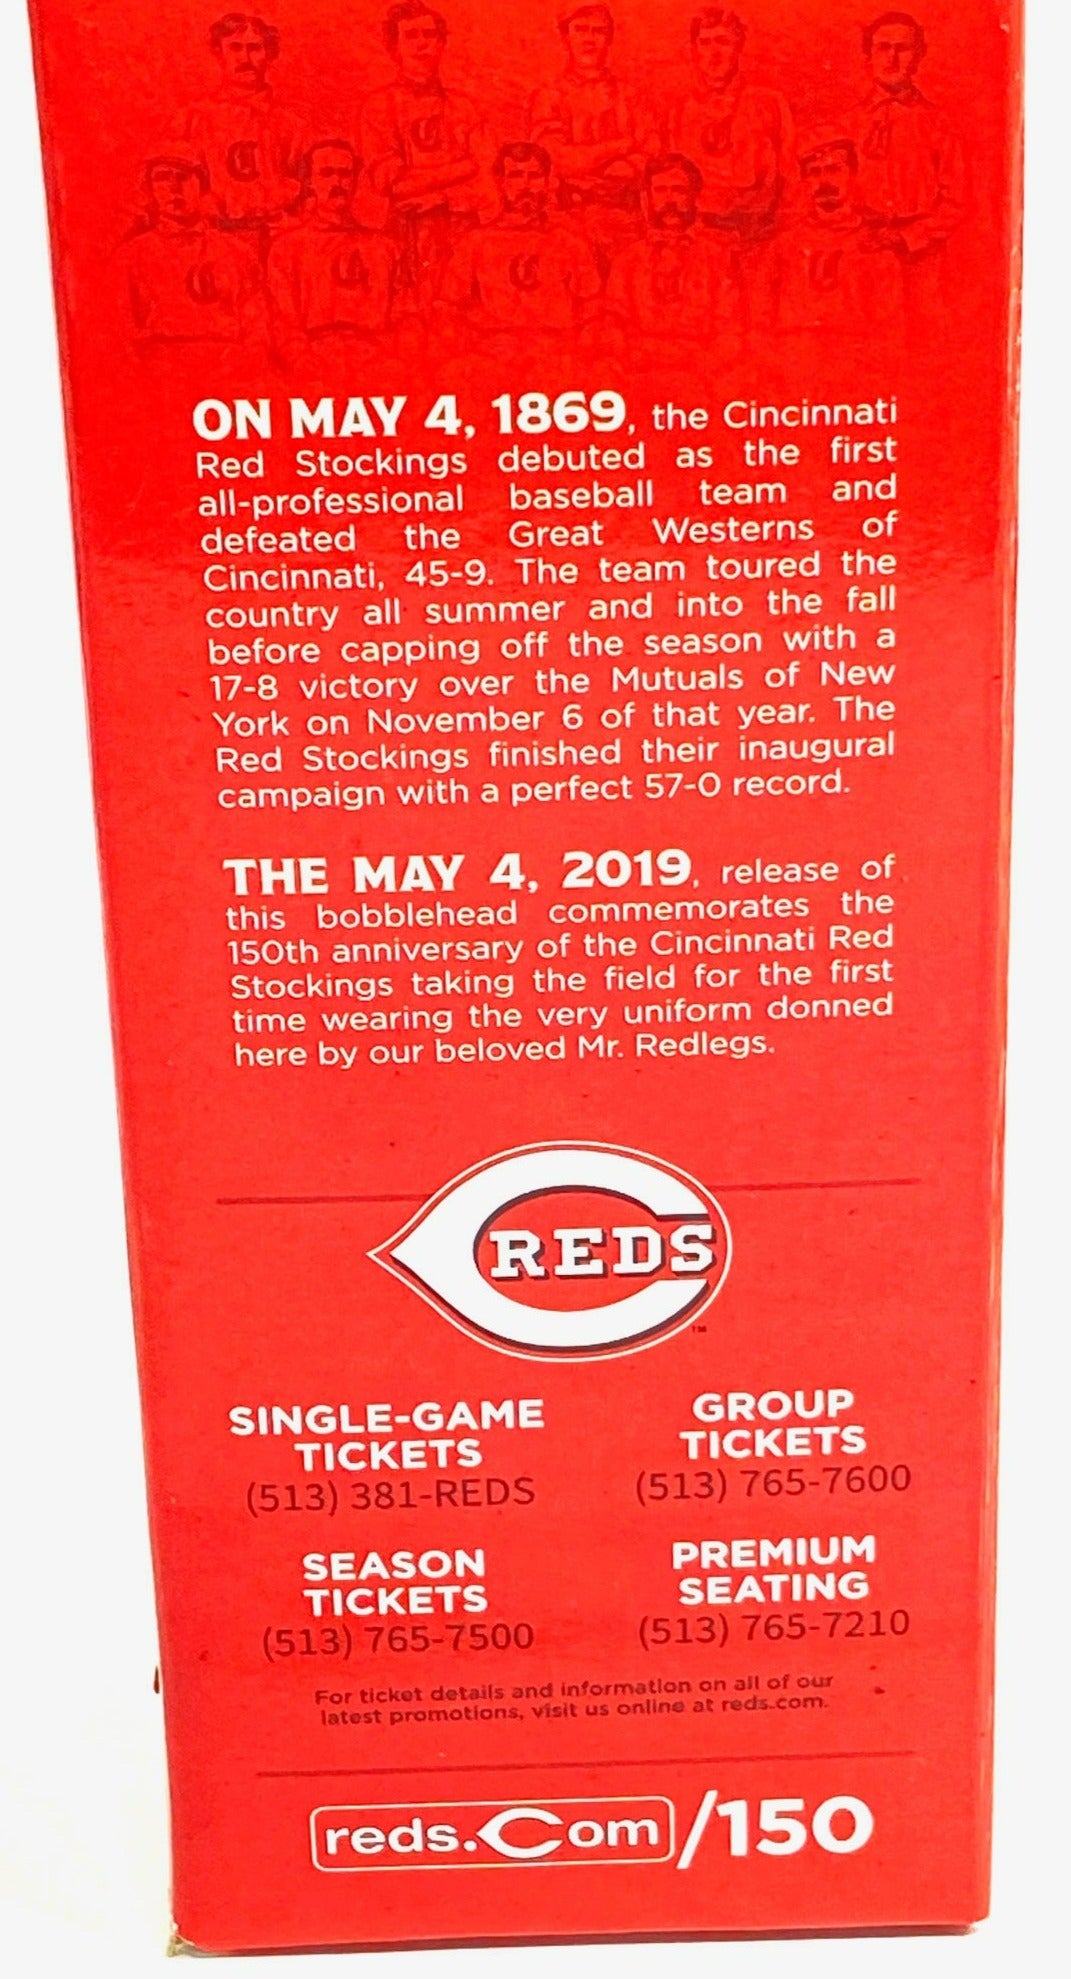 ON MAY 4, 1869, the Cincinnati
Red Stockings debuted as the first
all-professional baseball team and
defeated the Great Westerns of
Cincinnati, 45-9. The team toured the
country all summer and into the fall
before capping off the season with a
17-8 victory over the Mutuals of New
York on November 6 of that year. The
Red Stockings finished their inaugural
campaign with a perfect 57-0 record.
THE MAY 4, 2019, release of
this bobblehead commemorates the
150th anniversary of the Cincinnati Red
Stockings taking the field for the first
time wearing the very uniform donned
here by our beloved Mr. Redlegs.
REDS
TM
SINGLE-GAME
TICKETS
(513) 381-REDS
GROUP
TICKETS
(513) 765-7600
SEASON
TICKETS
(513) 765-7500
PREMIUM
SEATING
(513) 765-7210
For ticket details and information on all of our
latest promotions, visit us online at reds.com.
reds.Com/150